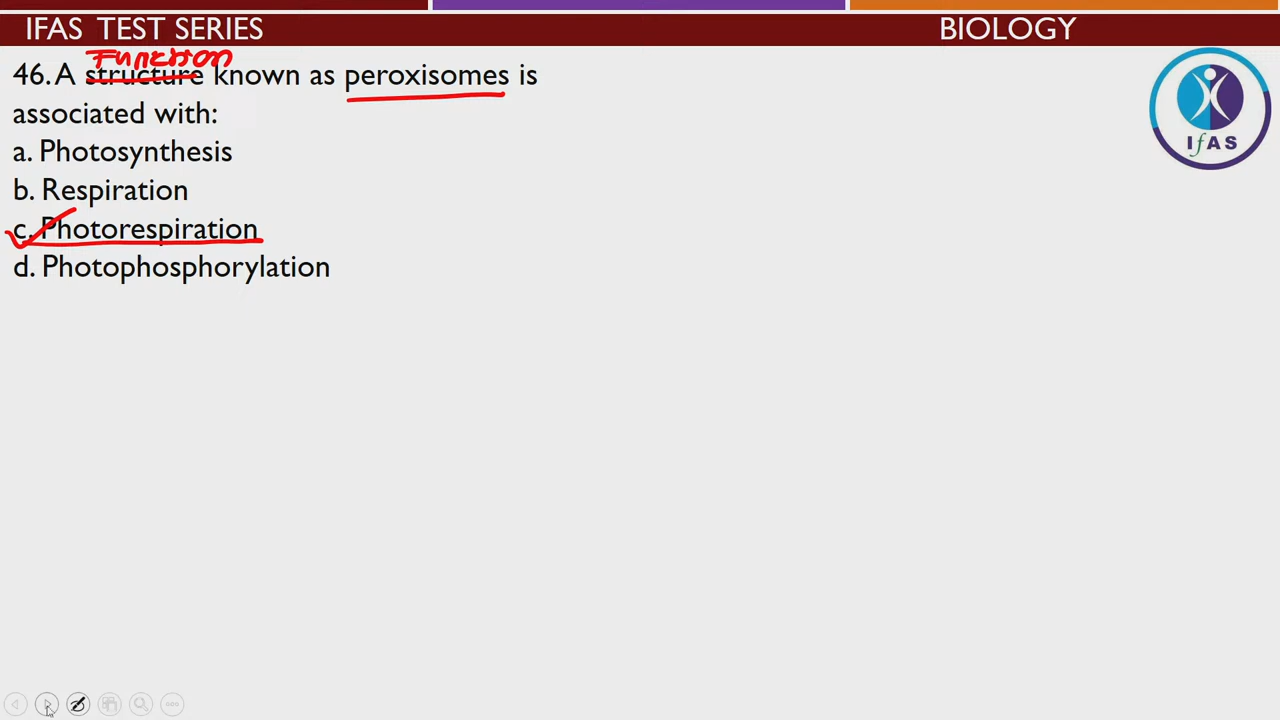 IFAS TEST SERIES
BIOLOGY
Function
46. A structure known as peroxisomes is
associated with:
a. Photosynthesis
b. Respiration
c. Photorespiration
d. Photophosphorylation
IfAS